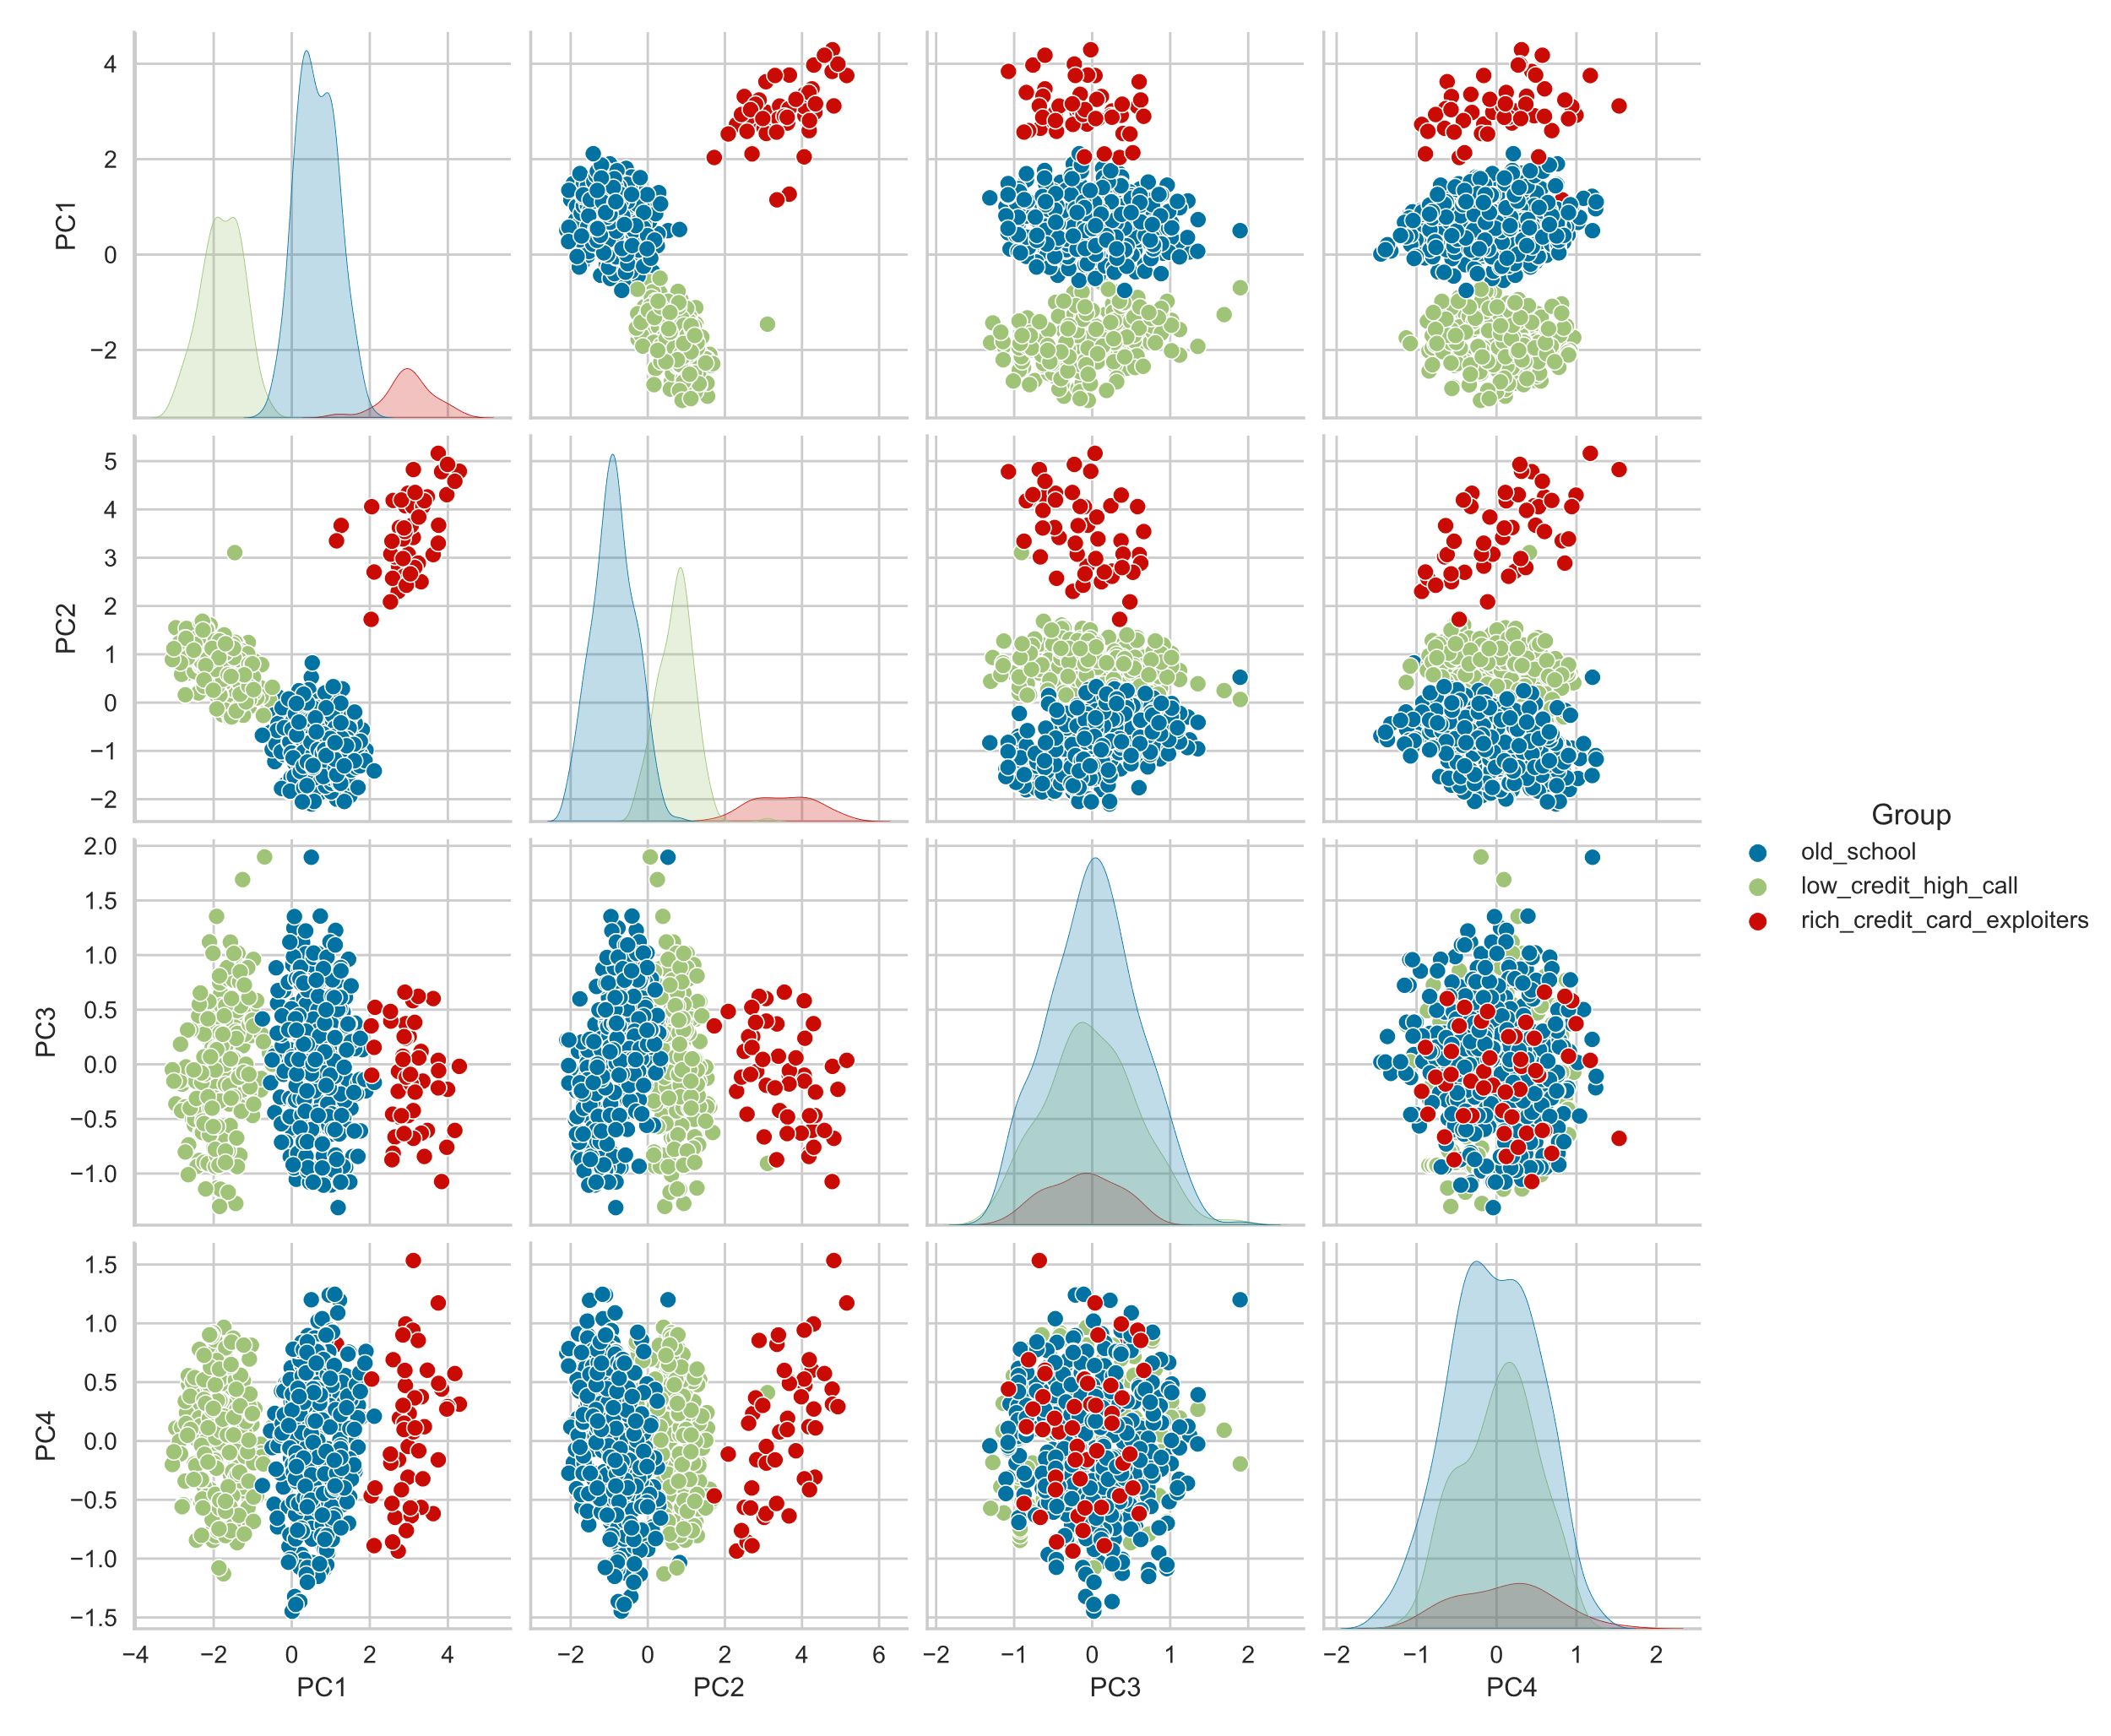 4
2
0
−2
PC1
5
4
3
2
1
0
−1
−2
PC2
2.0
1.5
1.0
0.5
0.0
−0.5
−1.0
PC3
1.5
1.0
0.5
0.0
−0.5
−1.0
−1.5
PC4
−4 −2 0 2 4
PC1
−2 0 2 4 6
PC2
−2 −1 0 1 2
PC3
−2 −1 0 1 2
PC4
Group
old_school
low_credit_high_call
rich_credit_card_exploiters